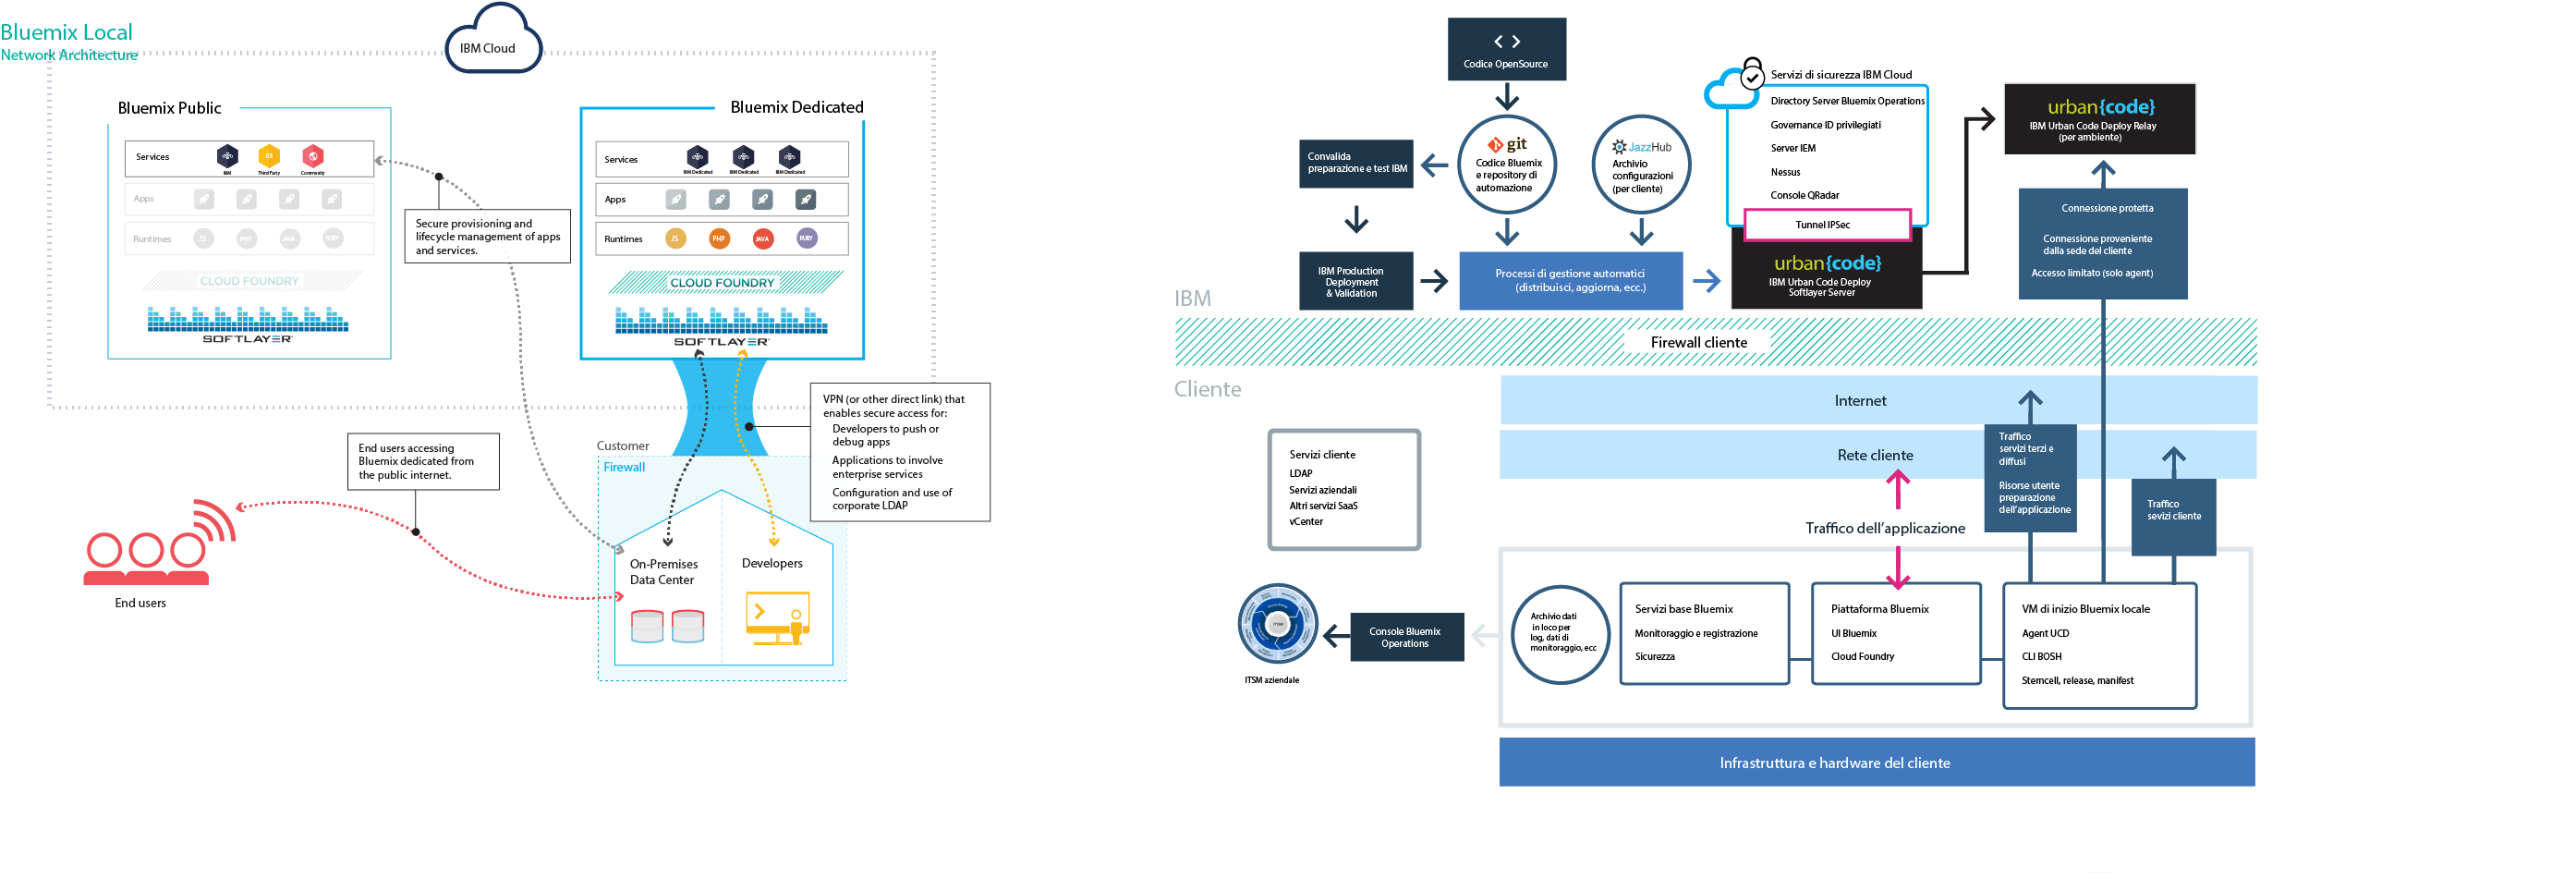 Bluemix Local
Network Architecture
IBM Cloud
Bluemix Public
Services
IBM
Third Party
Community
03
Apps
Runtimes
JS
PHP
JAVA
RUBY
CLOUD FOUNDRY
SOFTLAYER
Bluemix Dedicated
Services
IBM Dedicated
IBM Dedicated
IBM Dedicated
Apps
Runtimes
JS
PHP
JAVA
RUBY
CLOUD FOUNDRY
SOFTLAYER
Secure provisioning and
lifecycle management of apps
and services.
VPN (or other direct link) that
enables secure access for:
Developers to push or
debug apps
Applications to involve
enterprise services
Configuration and use of
corporate LDAP
End users accessing
Bluemix dedicated from
the public internet.
Customer
Firewall
On-Premises
Data Center
Developers
End users
Codice OpenSource
git
Codice Bluemix
e repository di
automazione
JazzHub
Archivio
configurazioni
(per cliente)
Convalida
preparazione e test IBM
IBM Production
Deployment
& Validation
Processi di gestione automatici
(distribuisci, aggiorna, ecc.)
Servizi di sicurezza IBM Cloud
Directory Server Bluemix Operations
Governance ID privilegiati
Server IEM
Nessus
Console QRadar
Tunnel IPSec
urban{code}
IBM Urban Code Deploy
Softlayer Server
urban{code}
IBM Urban Code Deploy Relay
(per ambiente)
Connessione protetta
Connessione proveniente
dalla sede del cliente
Accesso limitato (solo agent)
IBM
Firewall cliente
Cliente
Internet
Rete cliente
Servizi cliente
LDAP
Servizi aziendali
Altri servizi SaaS
vCenter
Traffico dell’applicazione
Traffico
servizi terzi e
diffusi
Risorse utente
preparazione
dell’applicazione
Traffico
sevizi cliente
ITSM aziendale
Console Bluemix
Operations
Archivio dati
in loco per
log, dati di
monitoraggio, ecc
Servizi base Bluemix
Monitoraggio e registrazione
Sicurezza
Piattaforma Bluemix
UI Bluemix
Cloud Foundry
VM di inizio Bluemix locale
Agent UCD
CLI BOSH
Stemcell, release, manifest
Infrastruttura e hardware del cliente